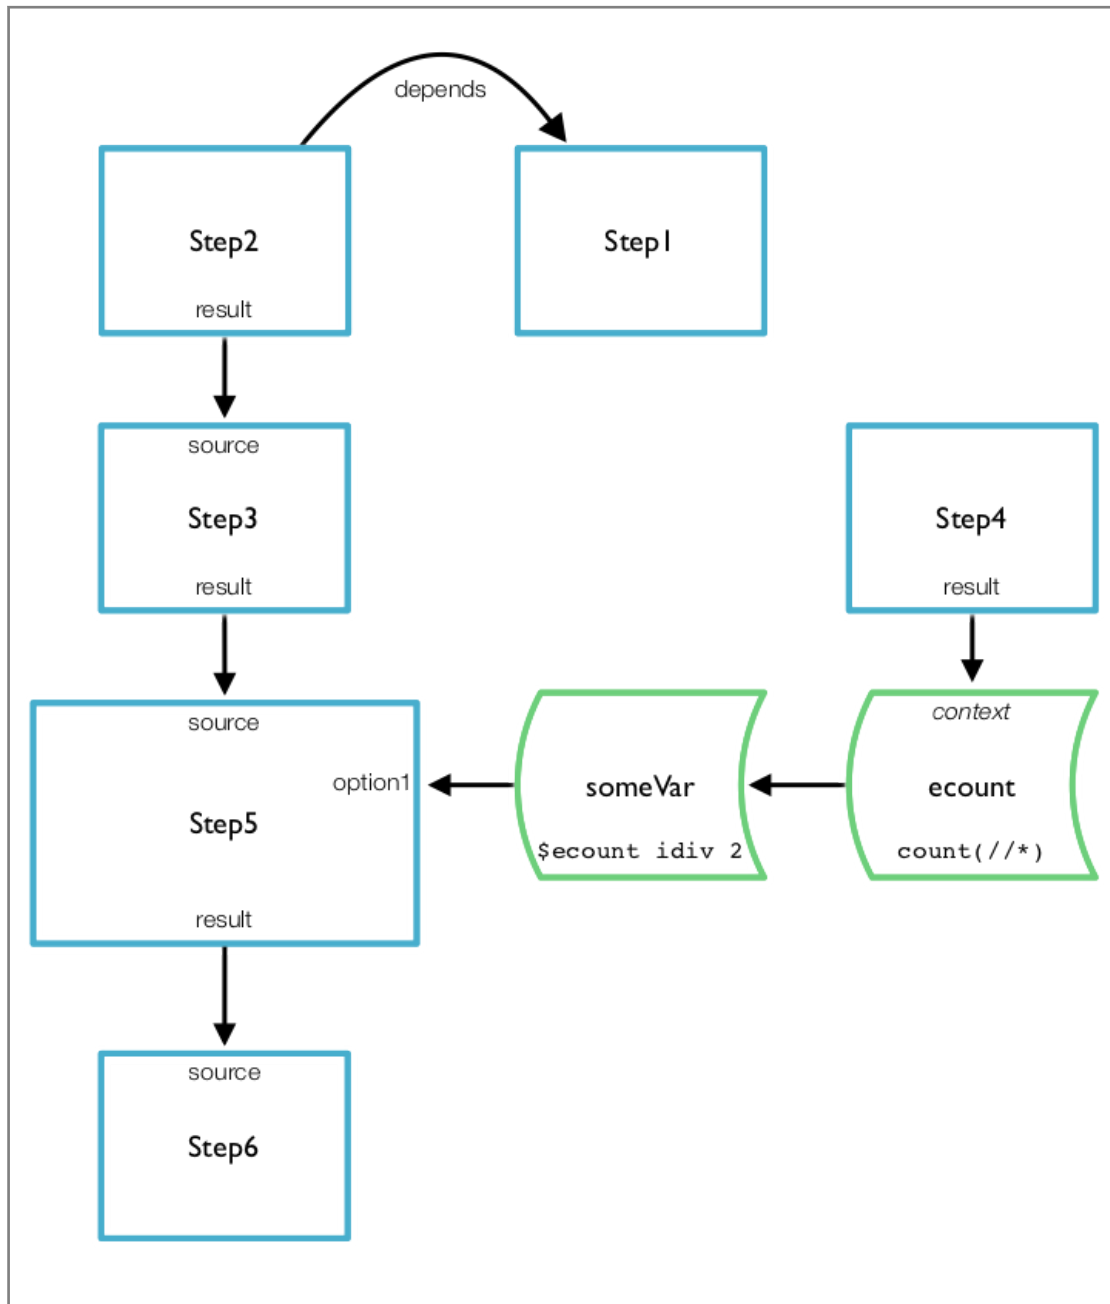 depends
Step2
result
Step1
source
Step3
result
Step4
result
source
option1
Step5
result
someVar
$ecount idiv 2
context
ecount
count(//*)
source
Step6